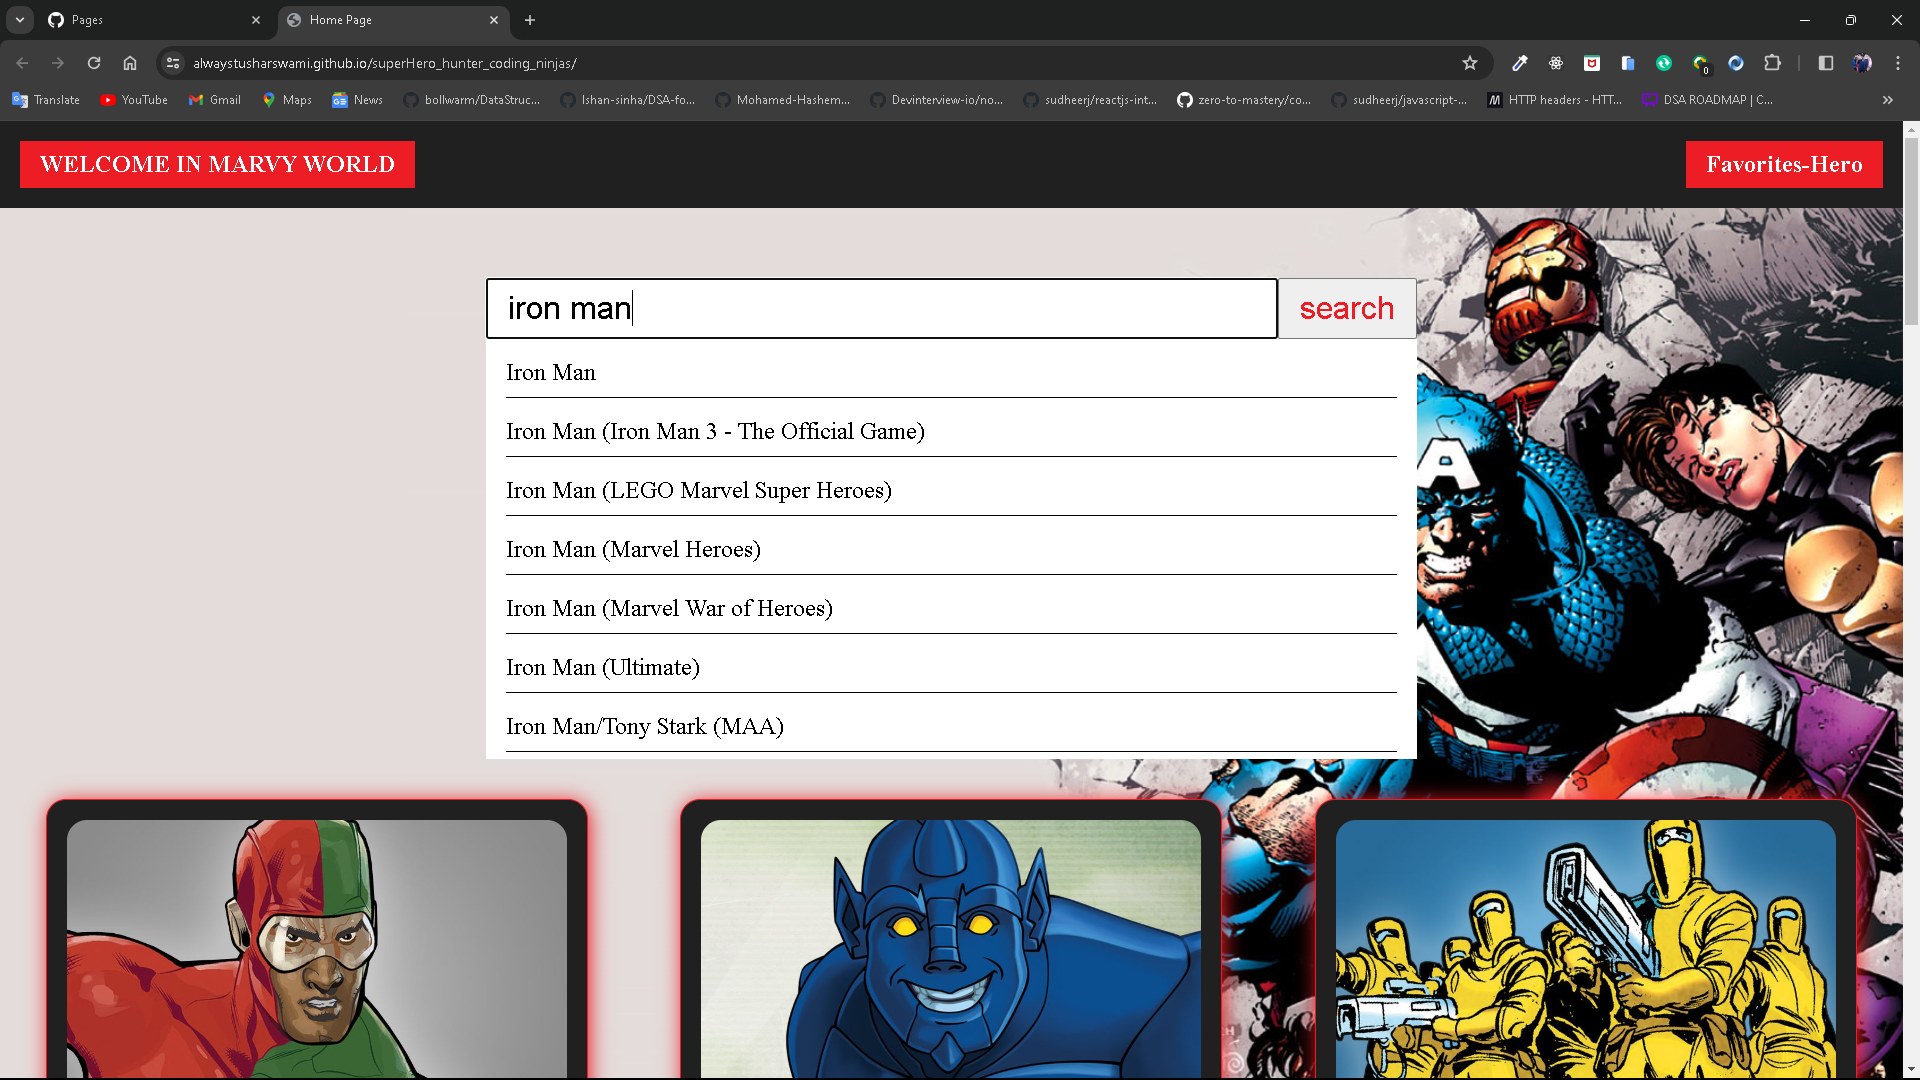 Pages
Home Page
alwaystusharswami.github.io/superHero_hunter_coding_ninjas/
0
Translate
YouTube
Gmail
Maps
News
bollwarm/DataStruc...
Ishan-sinha/DSA-fo...
Mohamed-Hashem...
Devinterview-io/no...
sudheerj/reactjs-int...
zero-to-mastery/co...
sudheerj/javascript-...
HTTP headers - HTT...
DSA ROADMAP | C...
WELCOME IN MARVY WORLD
Favorites-Hero
iron man
search
Iron Man
Iron Man (Iron Man 3 - The Official Game)
Iron Man (LEGO Marvel Super Heroes)
Iron Man (Marvel Heroes)
Iron Man (Marvel War of Heroes)
Iron Man (Ultimate)
Iron Man/Tony Stark (MAA)
A